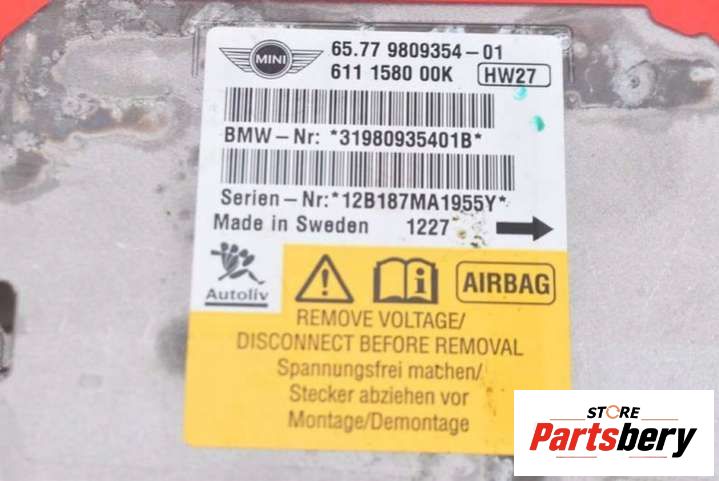 MINI
65.77 9809354-01
611 1580 00K HW27
BMW-Nr: *31980935401B*
Serien-Nr:*12B187MA1955Y*
Made in Sweden 1227
Autoliv
AIRBAG
REMOVE VOLTAGE/
DISCONNECT BEFORE REMOVAL
Spannungsfrei machen/
Stecker abziehen vor
Montage/Demontage
STORE
Partsbery